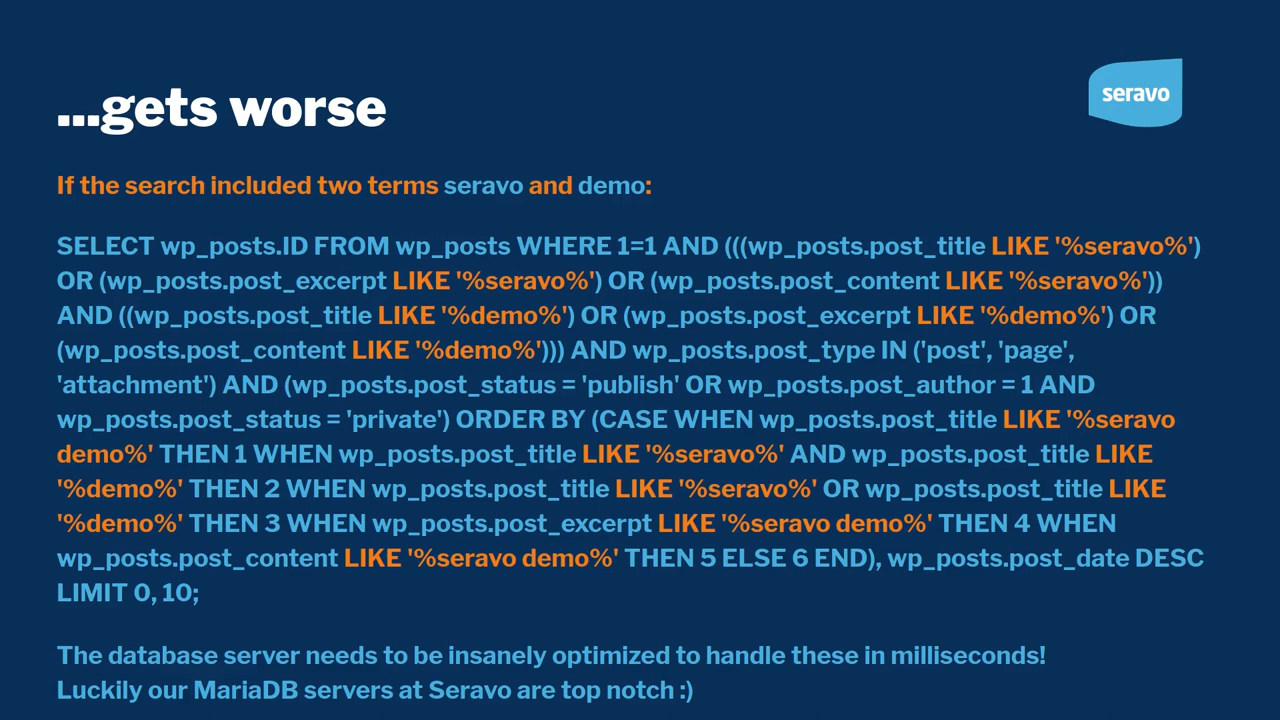 ...gets worse
seravo
If the search included two terms seravo and demo:
SELECT wp_posts.ID FROM wp_posts WHERE 1=1 AND (((wp_posts.post_title LIKE '%seravo%')
OR (wp_posts.post_excerpt LIKE '%seravo%') OR (wp_posts.post_content LIKE '%seravo%'))
AND ((wp_posts.post_title LIKE '%demo%') OR (wp_posts.post_excerpt LIKE '%demo%') OR
(wp_posts.post_content LIKE '%demo%'))) AND wp_posts.post_type IN ('post', 'page',
'attachment') AND (wp_posts.post_status = 'publish' OR wp_posts.post_author = 1 AND
wp_posts.post_status = 'private') ORDER BY (CASE WHEN wp_posts.post_title LIKE '%seravo
demo%' THEN 1 WHEN wp_posts.post_title LIKE '%seravo%' AND wp_posts.post_title LIKE
'%demo%' THEN 2 WHEN wp_posts.post_title LIKE '%seravo%' OR wp_posts.post_title LIKE
'%demo%' THEN 3 WHEN wp_posts.post_excerpt LIKE '%seravo demo%' THEN 4 WHEN
wp_posts.post_content LIKE '%seravo demo%' THEN 5 ELSE 6 END), wp_posts.post_date DESC
LIMIT 0, 10;
The database server needs to be insanely optimized to handle these in milliseconds!
Luckily our MariaDB servers at Seravo are top notch :)